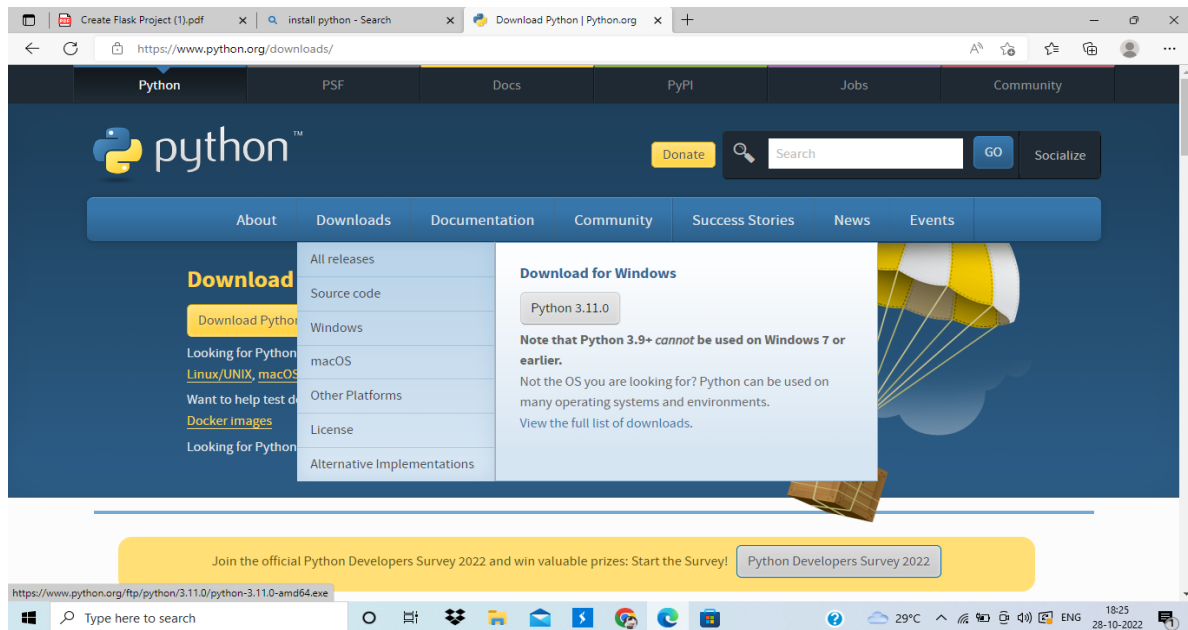 Create Flask Project (1).pdf
install python - Search
Download Python | Python.org
https://www.python.org/downloads/
Python
PSF
Docs
PyPI
Jobs
Community
python™
Donate
Search
GO
Socialize
About
Downloads
Documentation
Community
Success Stories
News
Events
Download
Download Pytho
Looking for Python
Linux/UNIX, macOS
Want to help test d
Docker images
Looking for Python
All releases
Source code
Windows
macOS
Other Platforms
License
Alternative Implementations
Download for Windows
Python 3.11.0
Note that Python 3.9+ cannot be used on Windows 7 or
earlier.
Not the OS you are looking for? Python can be used on
many operating systems and environments.
View the full list of downloads.
Join the official Python Developers Survey 2022 and win valuable prizes: Start the Survey!
Python Developers Survey 2022
https://www.python.org/ftp/python/3.11.0/python-3.11.0-amd64.exe
Type here to search
29°C
ENG
18:25
28-10-2022